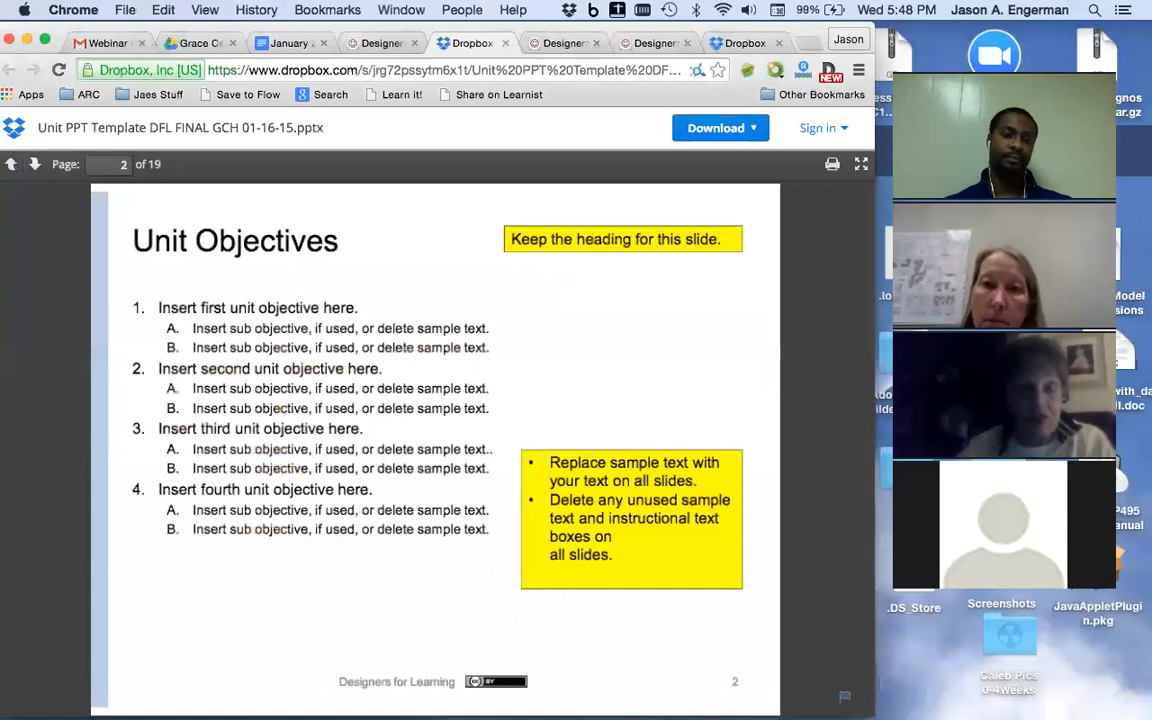 Chrome File Edit View History Bookmarks Window People Help 99% Wed 5:48 PM Jason A. Engerman
Webinar Grace Ce January 2 Designer Dropbox Designer Designer Dropbox Jason
Dropbox, Inc [US] https://www.dropbox.com/s/jrg72pssytm6x1t/Unit%20PPT%20Template%20DF...
Apps ARC Jaes Stuff Save to Flow Search Learn it! Share on Learnist Other Bookmarks
Unit PPT Template DFL FINAL GCH 01-16-15.pptx Download Sign in
Page: 2 of 19
Unit Objectives
Keep the heading for this slide.
1. Insert first unit objective here.
A. Insert sub objective, if used, or delete sample text.
B. Insert sub objective, if used, or delete sample text.
2. Insert second unit objective here.
A. Insert sub objective, if used, or delete sample text.
B. Insert sub objective, if used, or delete sample text.
3. Insert third unit objective here.
A. Insert sub objective, if used, or delete sample text..
B. Insert sub objective, if used, or delete sample text.
4. Insert fourth unit objective here.
A. Insert sub objective, if used, or delete sample text.
B. Insert sub objective, if used, or delete sample text.
• Replace sample text with
your text on all slides.
• Delete any unused sample
text and instructional text
boxes on
all slides.
Designers for Learning CC BY 2
.DS_Store Screenshots JavaAppletPlugi
n.pkg
Caleb Pics
0-4Weeks